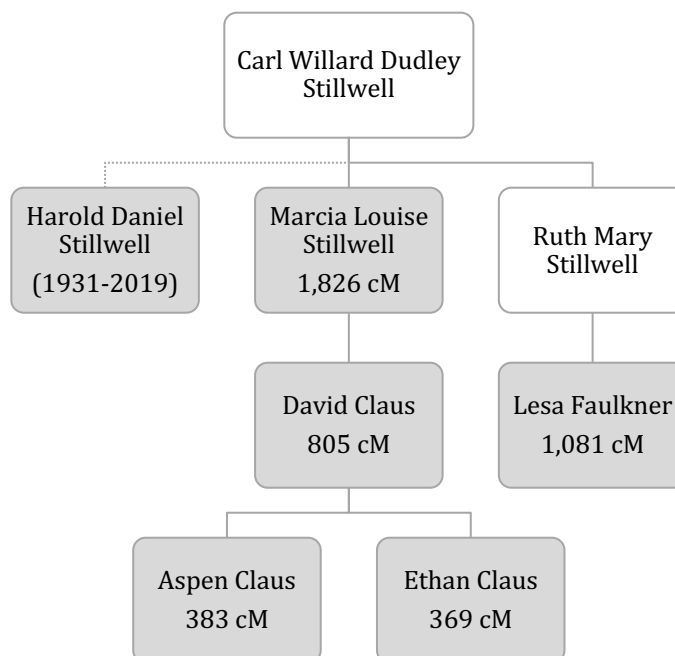 Carl Willard Dudley
Stillwell
Harold Daniel
Stillwell
(1931-2019)
Marcia Louise
Stillwell
1,826 cM
Ruth Mary
Stillwell
David Claus
805 cM
Lesa Faulkner
1,081 cM
Aspen Claus
383 cM
Ethan Claus
369 cM